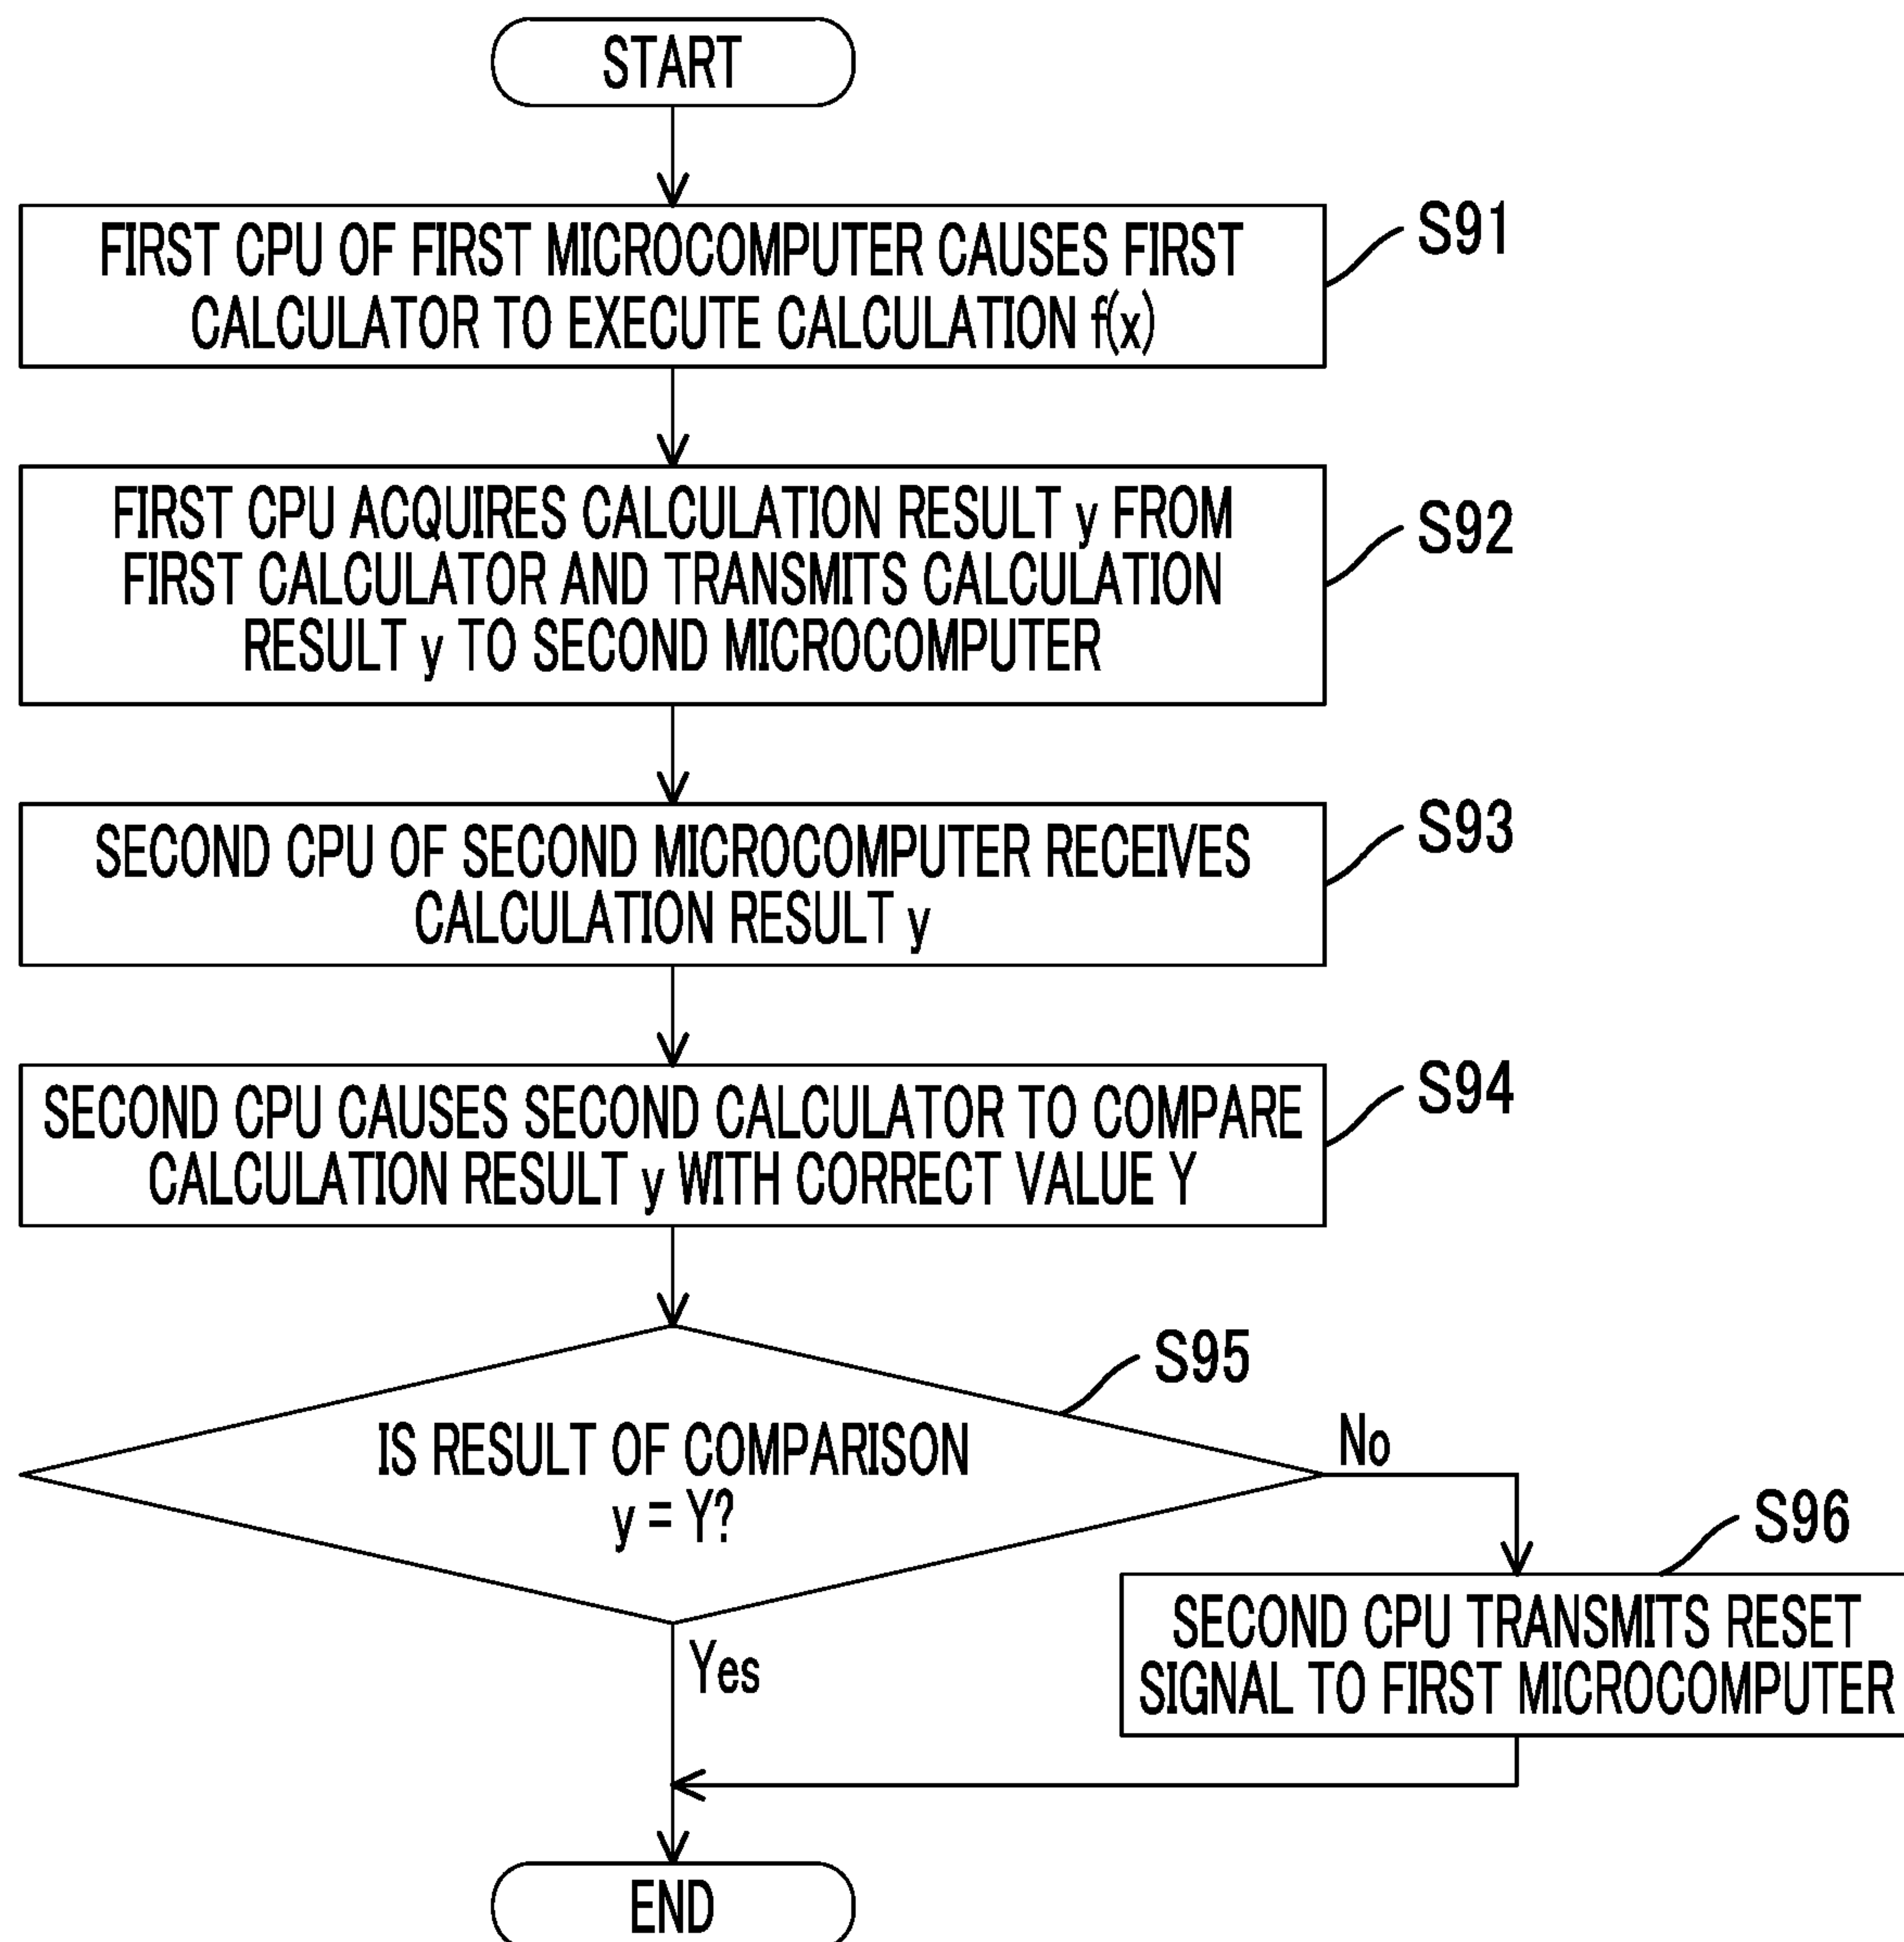 START
FIRST CPU OF FIRST MICROCOMPUTER CAUSES FIRST
CALCULATOR TO EXECUTE CALCULATION f(x)
S91
FIRST CPU ACQUIRES CALCULATION RESULT y FROM
FIRST CALCULATOR AND TRANSMITS CALCULATION
RESULT y TO SECOND MICROCOMPUTER
S92
SECOND CPU OF SECOND MICROCOMPUTER RECEIVES
CALCULATION RESULT y
S93
SECOND CPU CAUSES SECOND CALCULATOR TO COMPARE
CALCULATION RESULT y WITH CORRECT VALUE Y
S94
IS RESULT OF COMPARISON
y = Y?
S95
No
S96
SECOND CPU TRANSMITS RESET
SIGNAL TO FIRST MICROCOMPUTER
Yes
END